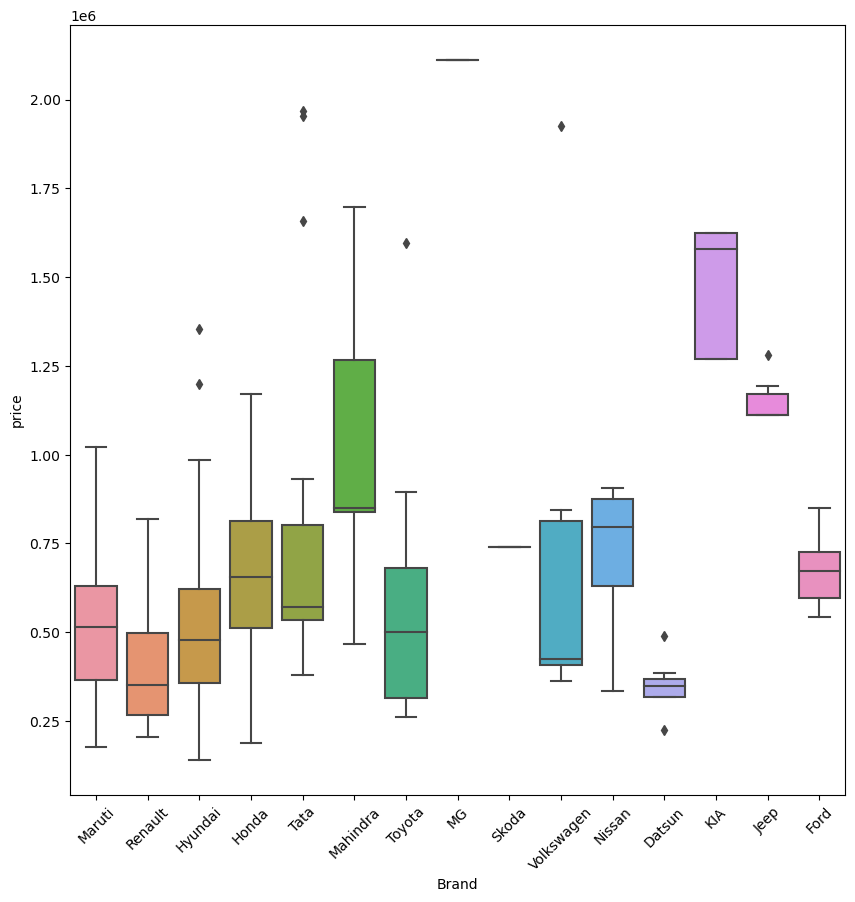 1e6
2.00
1.75
1.50
1.25
1.00
0.75
0.50
0.25
price
Maruti
Renault
Hyundai
Honda
Tata
Mahindra
Toyota
MG
Skoda
Volkswagen
Nissan
Datsun
KIA
Jeep
Ford
Brand